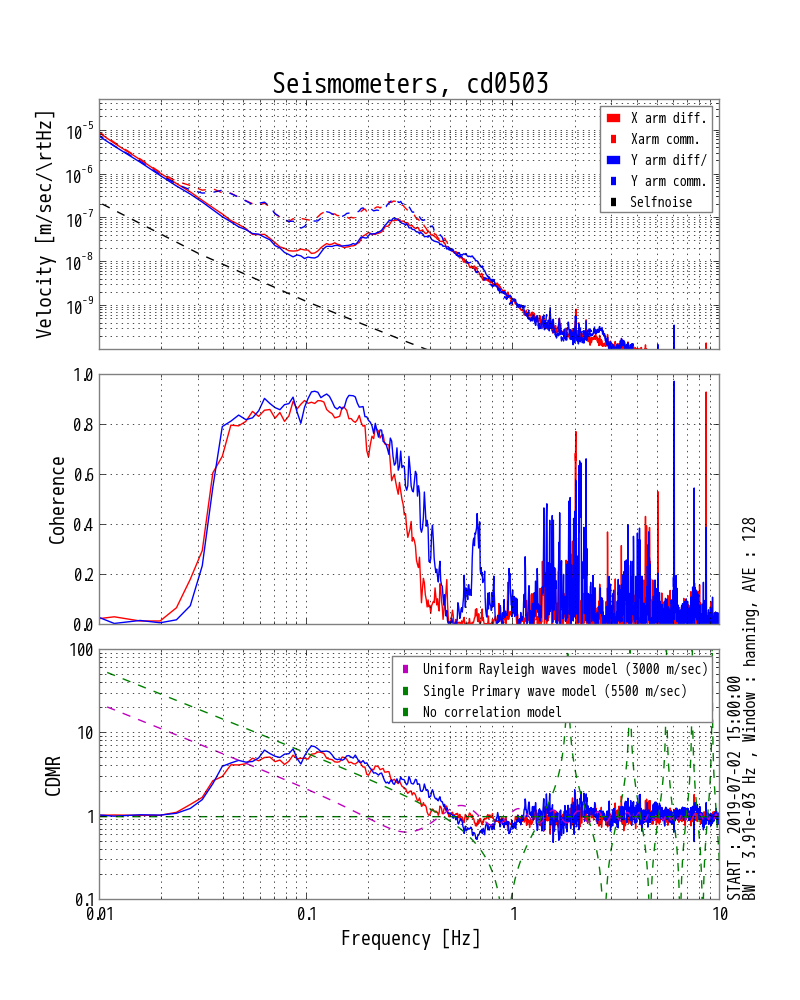 Seismometers, cd0503
Velocity [m/sec/\rtHz]
10^-5
10^-6
10^-7
10^-8
10^-9
X arm diff.
Xarm comm.
Y arm diff/
Y arm comm.
Selfnoise
Coherence
1.0
0.8
0.6
0.4
0.2
0.0
CDMR
100
10
1
0.1
Uniform Rayleigh waves model (3000 m/sec)
Single Primary wave model (5500 m/sec)
No correlation model
0.01
0.1
1
10
Frequency [Hz]
START : 2019-07-02 15:00:00
BW : 3.91e-03 Hz , Window : hanning, AVE : 128